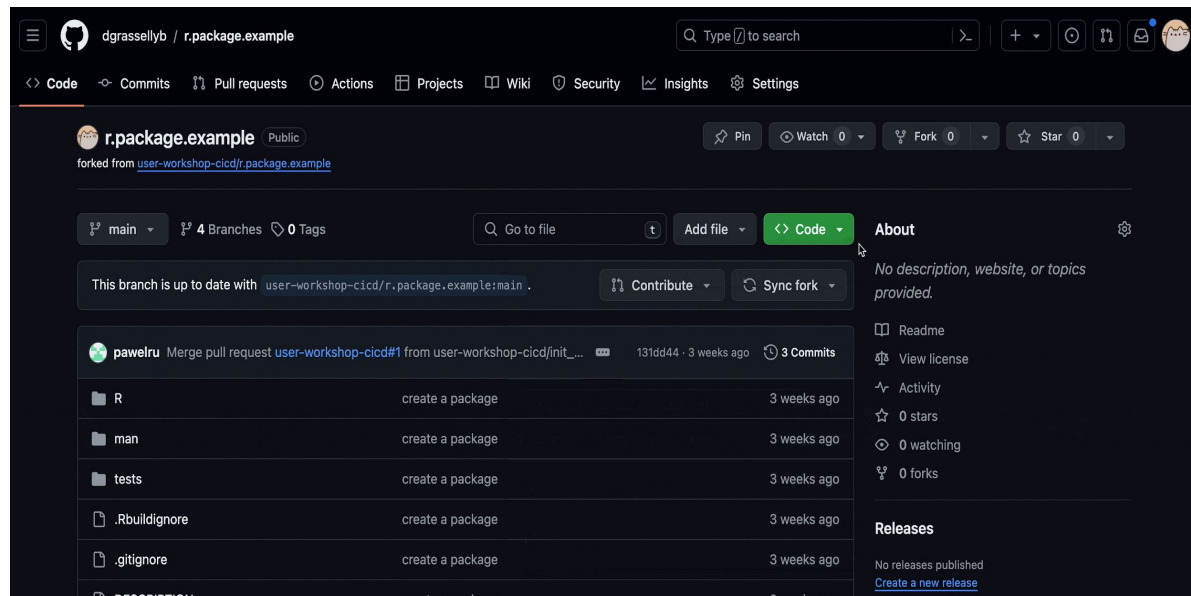 dgrassellyb / r.package.example
Type / to search
Code Commits Pull requests Actions Projects Wiki Security Insights Settings
r.package.example Public
Pin Watch 0 Fork 0 Star 0
forked from user-workshop-cicd/r.package.example
main 4 Branches 0 Tags Go to file t Add file <> Code
About
No description, website, or topics
provided.
This branch is up to date with user-workshop-cicd/r.package.example:main .
Contribute Sync fork
Readme
View license
Activity
0 stars
0 watching
0 forks
pawelru Merge pull request user-workshop-cicd#1 from user-workshop-cicd/init_... 131dd44 · 3 weeks ago 3 Commits
R create a package 3 weeks ago
man create a package 3 weeks ago
tests create a package 3 weeks ago
.Rbuildignore create a package 3 weeks ago
.gitignore create a package 3 weeks ago
Releases
No releases published
Create a new release